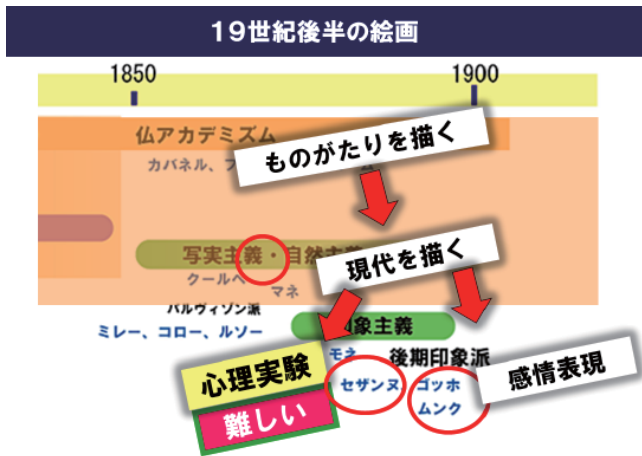 19世紀後半の絵画
1850
1900
仏アカデミズム
カバネル、ブ
ものがたりを描く
写実主義・自然主
現代を描く
クールベ
マネ
バルヴィゾン派
ミレー、コロー、ルソー
象主義
モネ
後期印象派
心理実験
難しい
セザンヌ
ゴッホ
ムンク
感情表現